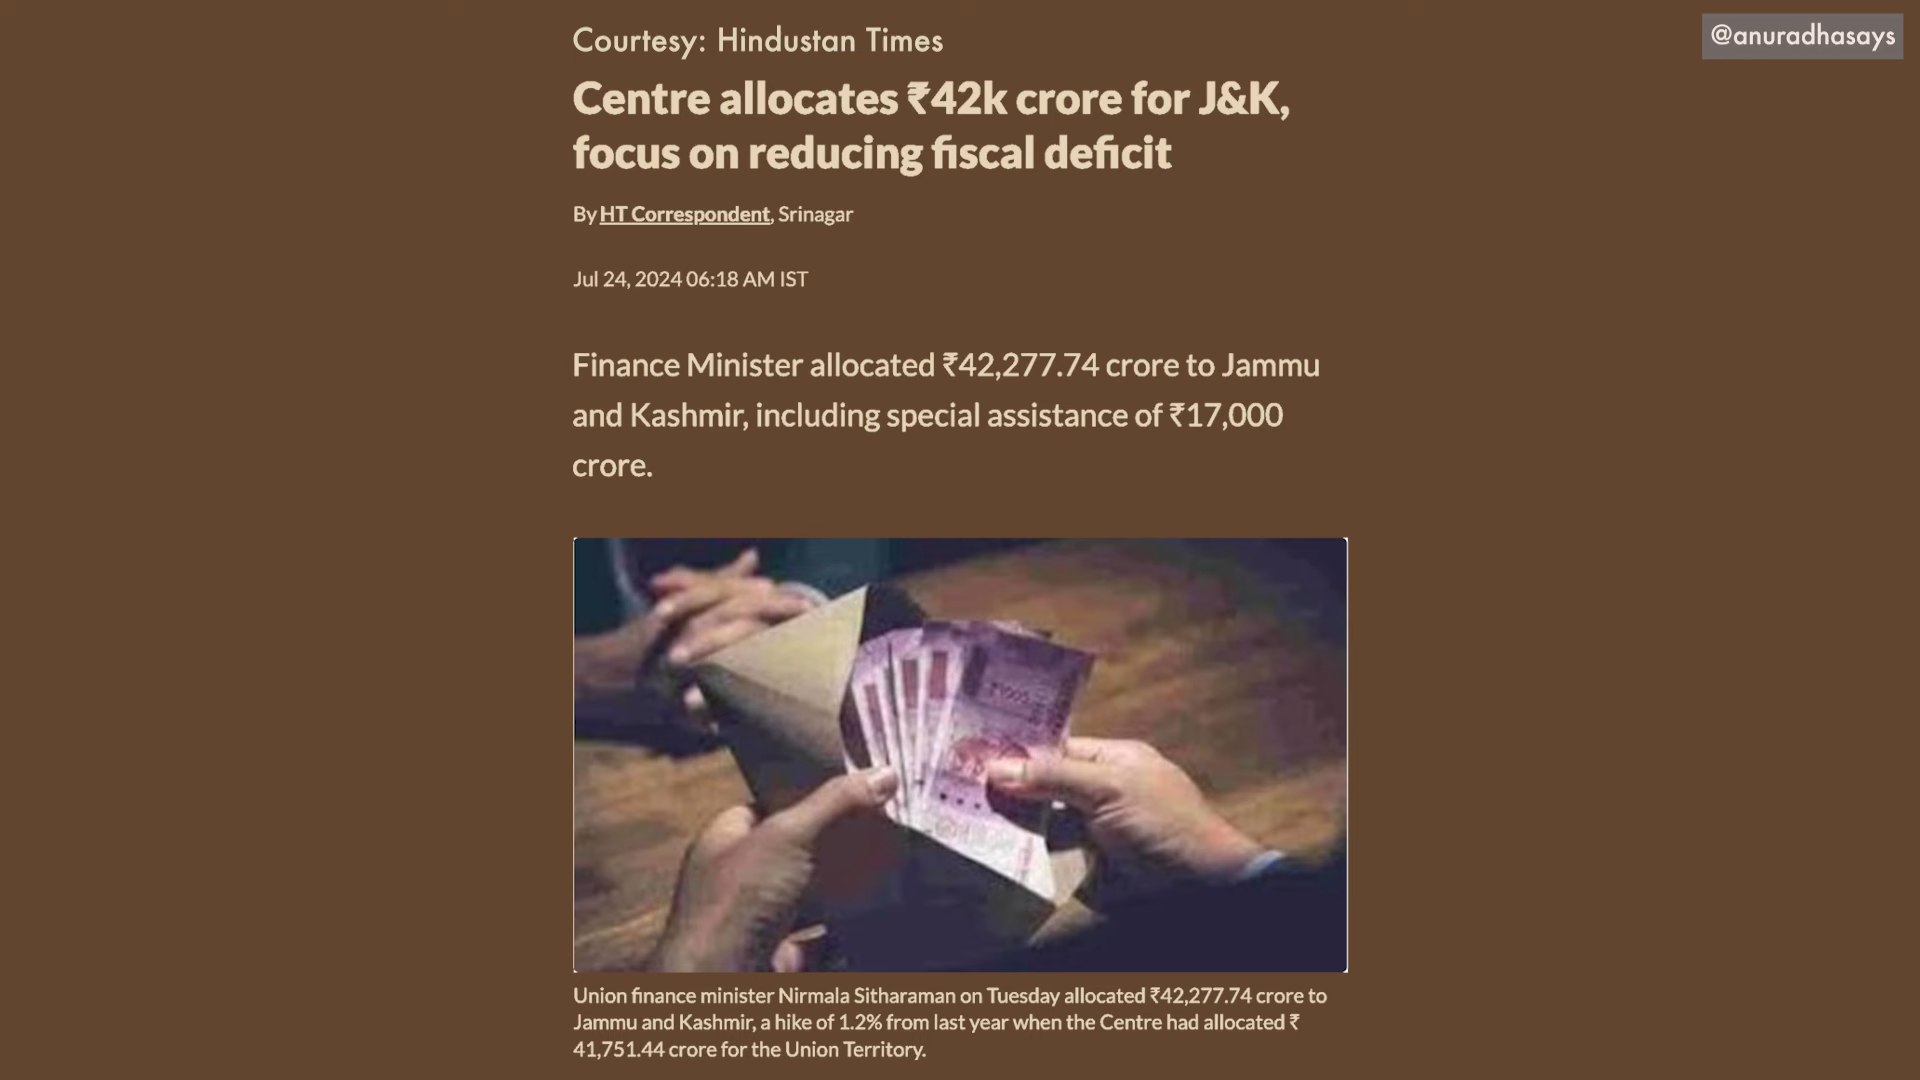 Courtesy: Hindustan Times
@anuradhasays
Centre allocates ₹42k crore for J&K,
focus on reducing fiscal deficit
By HT Correspondent, Srinagar
Jul 24, 2024 06:18 AM IST
Finance Minister allocated ₹42,277.74 crore to Jammu
and Kashmir, including special assistance of ₹17,000
crore.
Union finance minister Nirmala Sitharaman on Tuesday allocated ₹42,277.74 crore to
Jammu and Kashmir, a hike of 1.2% from last year when the Centre had allocated ₹
41,751.44 crore for the Union Territory.